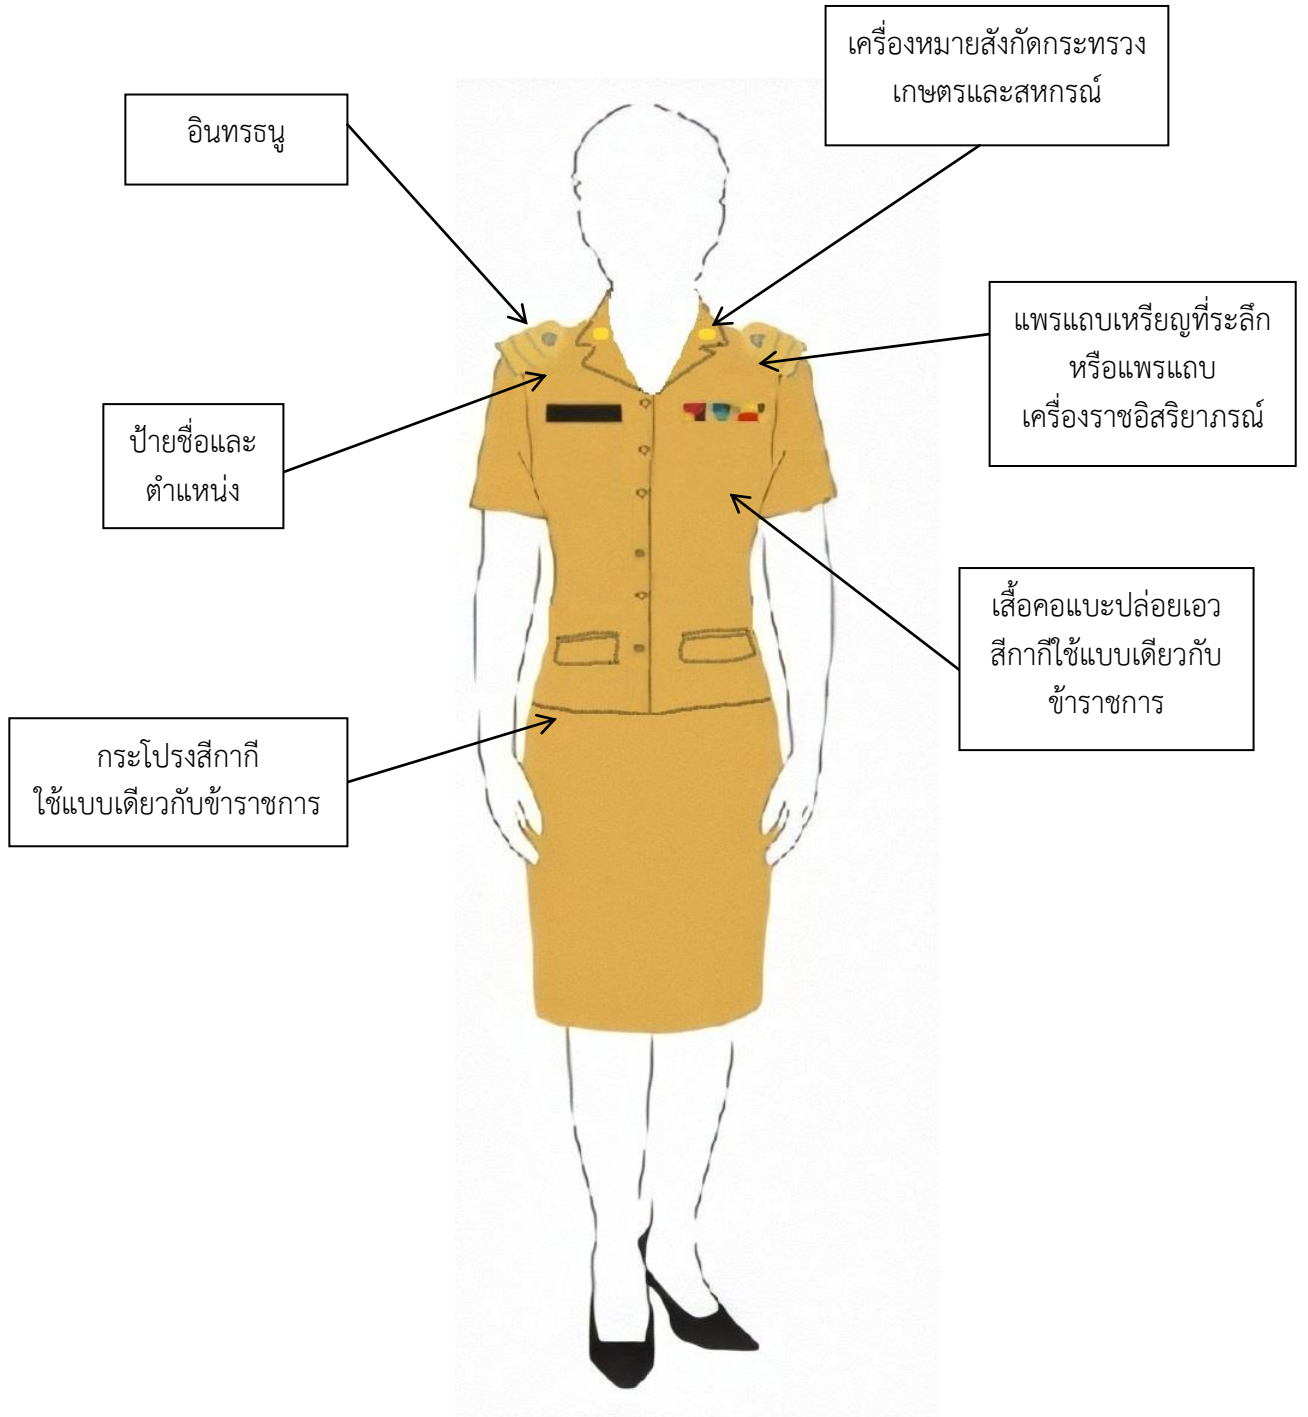 เครื่องหมายสังกัดกระทรวง
เกษตรและสหกรณ์
อินทรธนู
แพรแถบเหรียญที่ระลึก
หรือแพรแถบ
เครื่องราชอิสริยาภรณ์
ป้ายชื่อและ
ตำแหน่ง
เสื้อคอแบะปล่อยเอว
สีกากีใช้แบบเดียวกับ
ข้าราชการ
กระโปรงสีกากี
ใช้แบบเดียวกับข้าราชการ